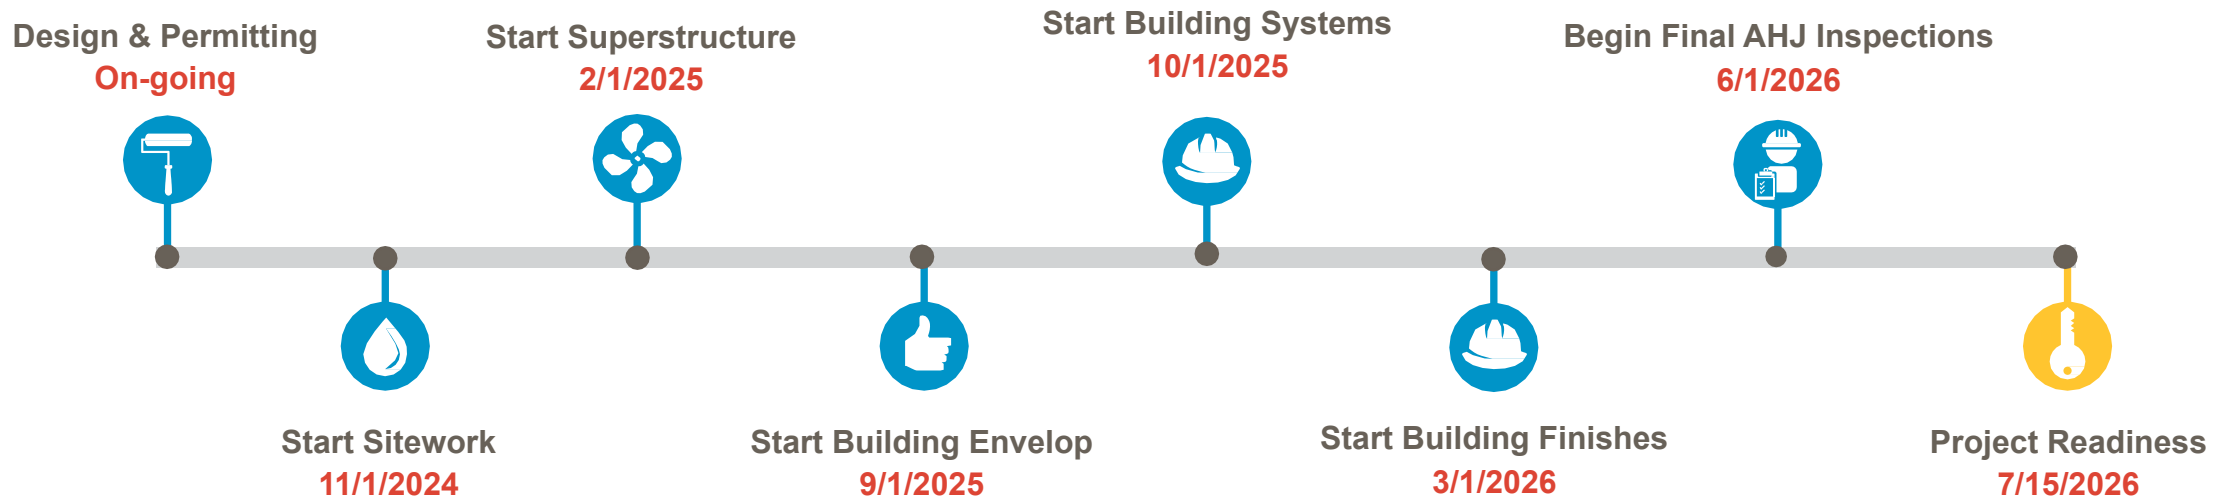 Design & Permitting
On-going
Start Sitework
11/1/2024
Start Superstructure
2/1/2025
Start Building Envelop
9/1/2025
Start Building Systems
10/1/2025
Start Building Finishes
3/1/2026
Begin Final AHJ Inspections
6/1/2026
Project Readiness
7/15/2026